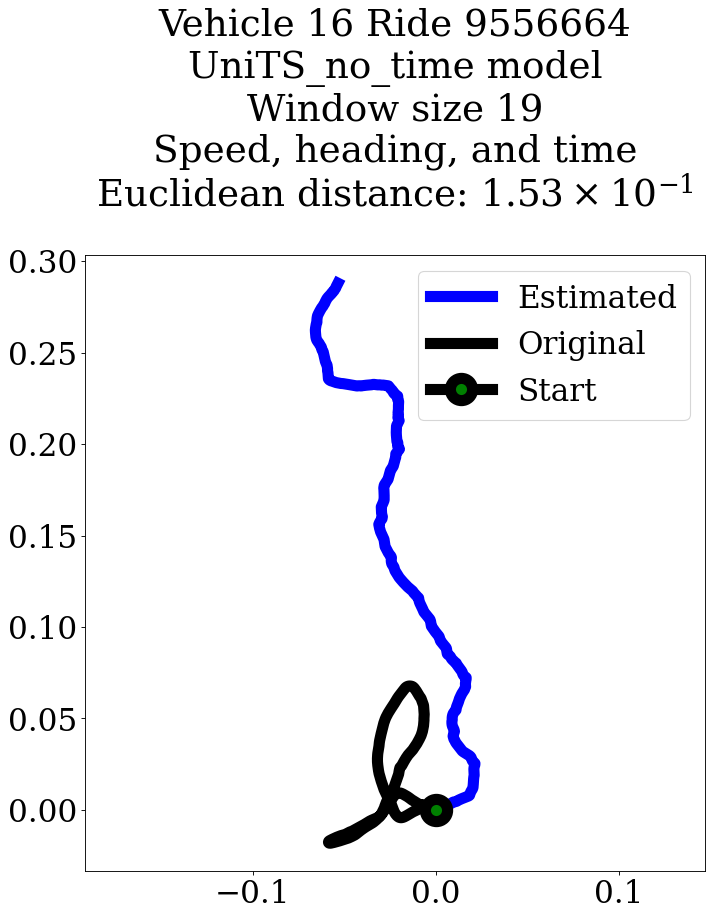 Vehicle 16 Ride 9556664
UniTS_no_time model
Window size 19
Speed, heading, and time
Euclidean distance: 1.53 × 10⁻¹
0.30
0.25
0.20
0.15
0.10
0.05
0.00
Estimated
Original
Start
−0.1
0.0
0.1